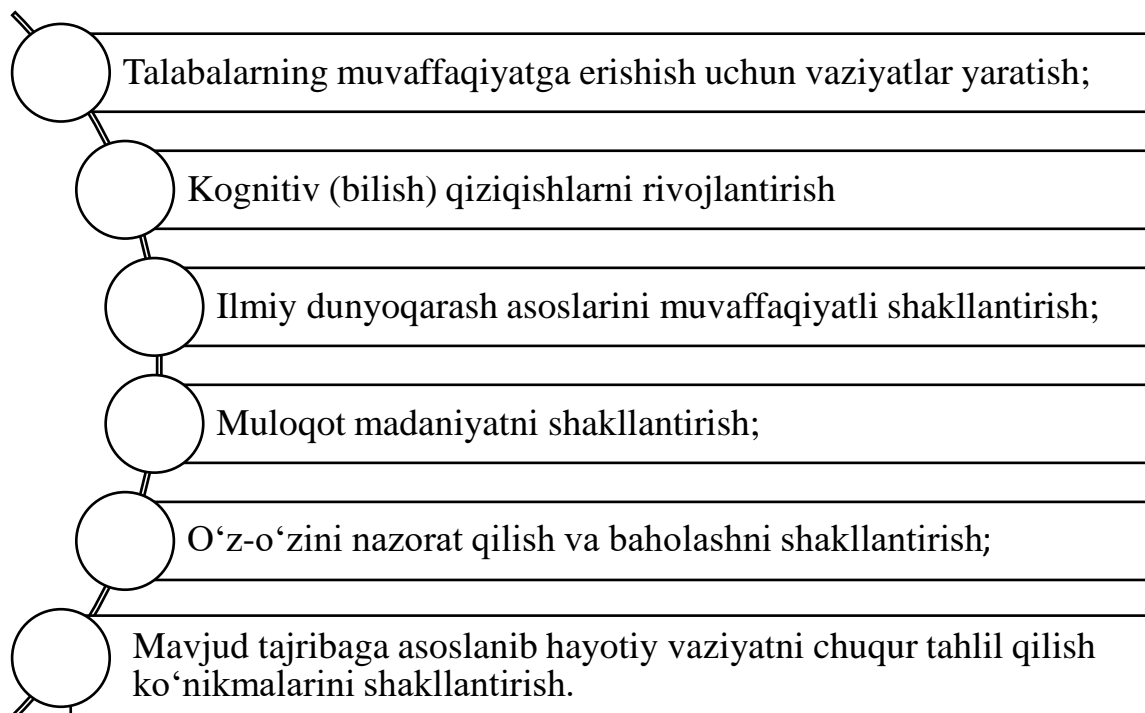 Talabalarning muvaffaqiyatga erishish uchun vaziyatlar yaratish;
Kognitiv (bilish) qiziqishlarni rivojlantirish
Ilmiy dunyoqarash asoslarini muvaffaqiyatli shakllantirish;
Muloqot madaniyatni shakllantirish;
O‘z-o‘zini nazorat qilish va baholashni shakllantirish;
Mavjud tajribaga asoslanib hayotiy vaziyatni chuqur tahlil qilish
ko‘nikmalarini shakllantirish.